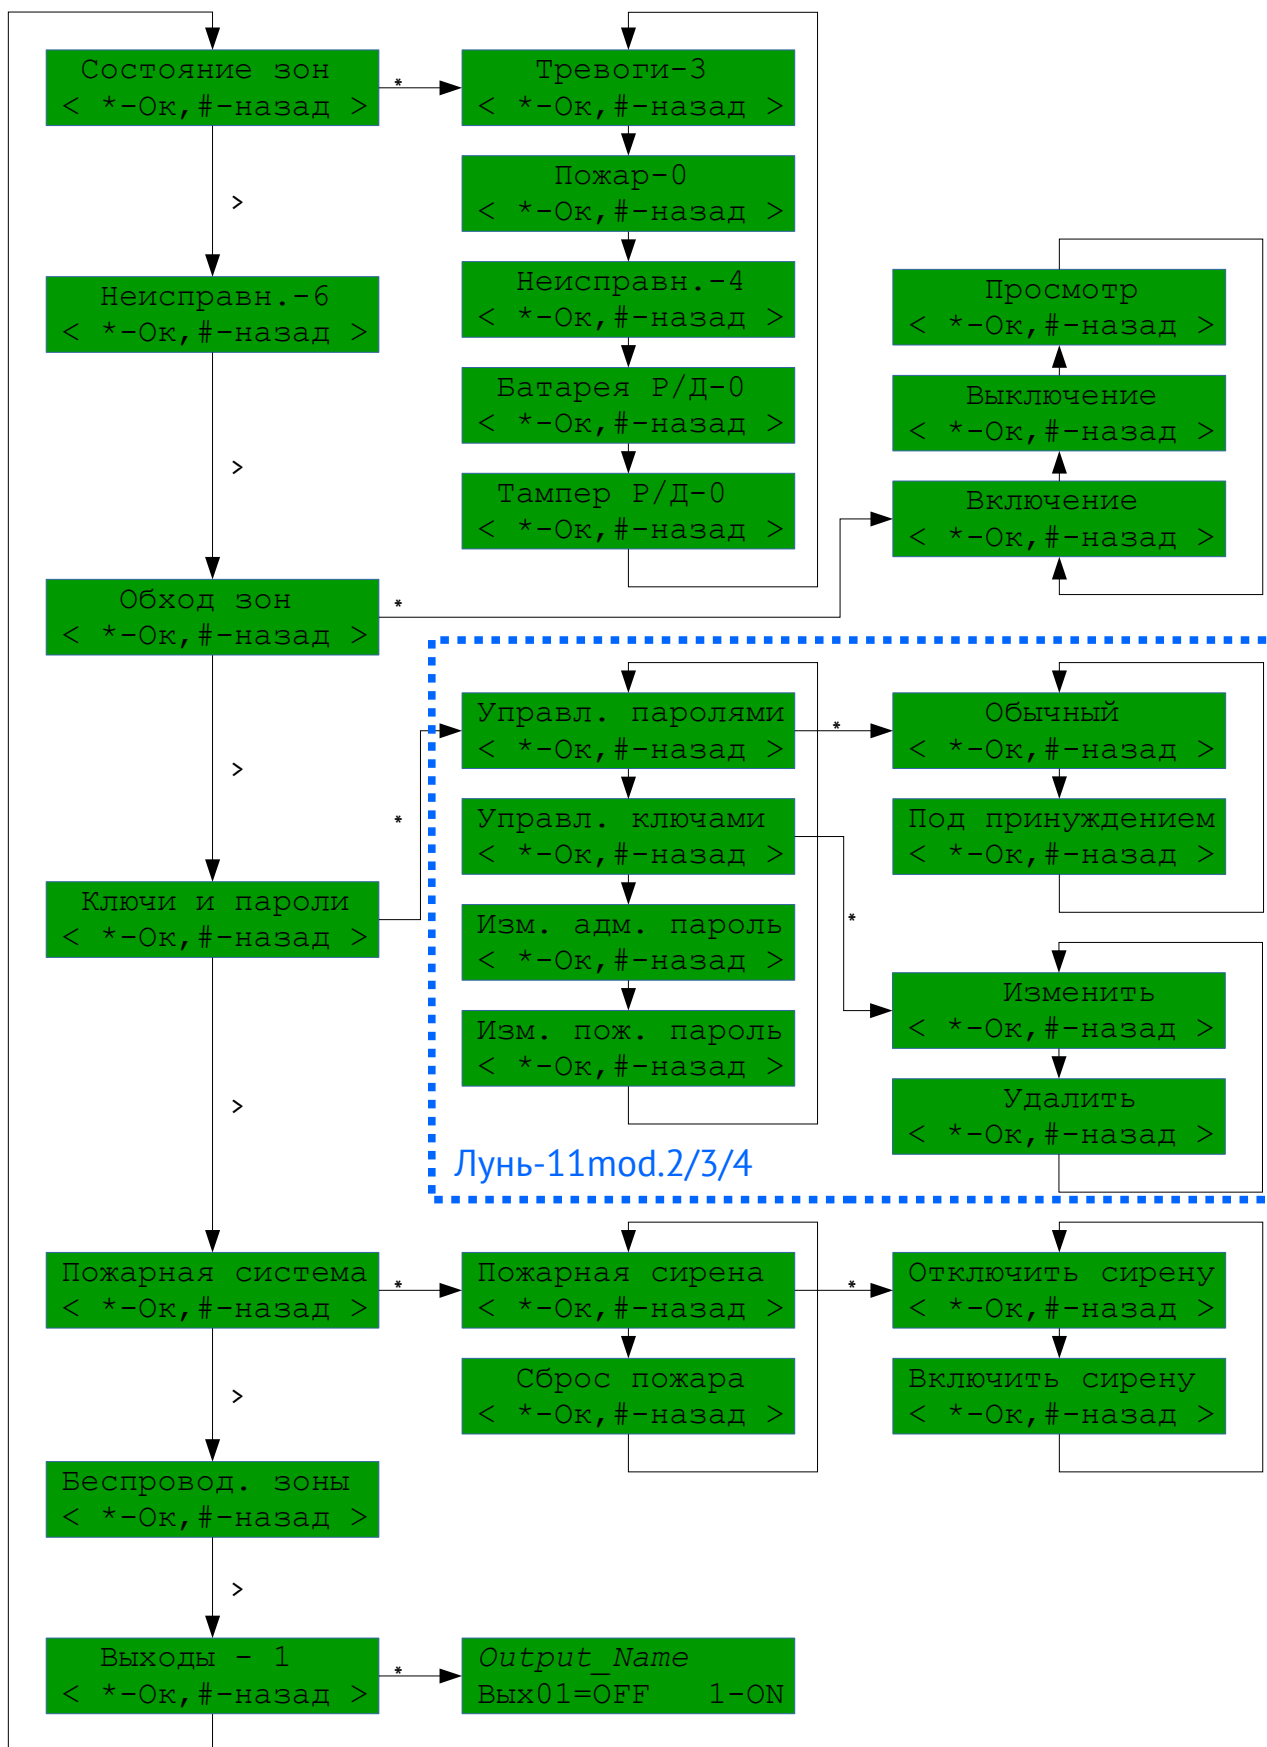 Состояние зон
< *-Ок,#-назад >
*
Тревоги-3
< *-Ок,#-назад >
Пожар-0
< *-Ок,#-назад >
>
Неисправн.-6
< *-Ок,#-назад >
Неисправн.-4
< *-Ок,#-назад >
Просмотр
< *-Ок,#-назад >
Батарея Р/Д-0
< *-Ок,#-назад >
Выключение
< *-Ок,#-назад >
>
Тампер Р/Д-0
< *-Ок,#-назад >
Включение
< *-Ок,#-назад >
Обход зон
< *-Ок,#-назад >
*
Управл. паролями
< *-Ок,#-назад >
*
Обычный
< *-Ок,#-назад >
>
*
Управл. ключами
< *-Ок,#-назад >
Под принуждением
< *-Ок,#-назад >
Ключи и пароли
< *-Ок,#-назад >
Изм. адм. пароль
< *-Ок,#-назад >
*
Изменить
< *-Ок,#-назад >
Изм. пож. пароль
< *-Ок,#-назад >
>
Удалить
< *-Ок,#-назад >
Лунь-11mod.2/3/4
Пожарная система
< *-Ок,#-назад >
*
Пожарная сирена
< *-Ок,#-назад >
*
Отключить сирену
< *-Ок,#-назад >
>
Сброс пожара
< *-Ок,#-назад >
Включить сирену
< *-Ок,#-назад >
Беспровод. зоны
< *-Ок,#-назад >
>
Выходы - 1
< *-Ок,#-назад >
*
Output_Name
Вых01=OFF 1-ON